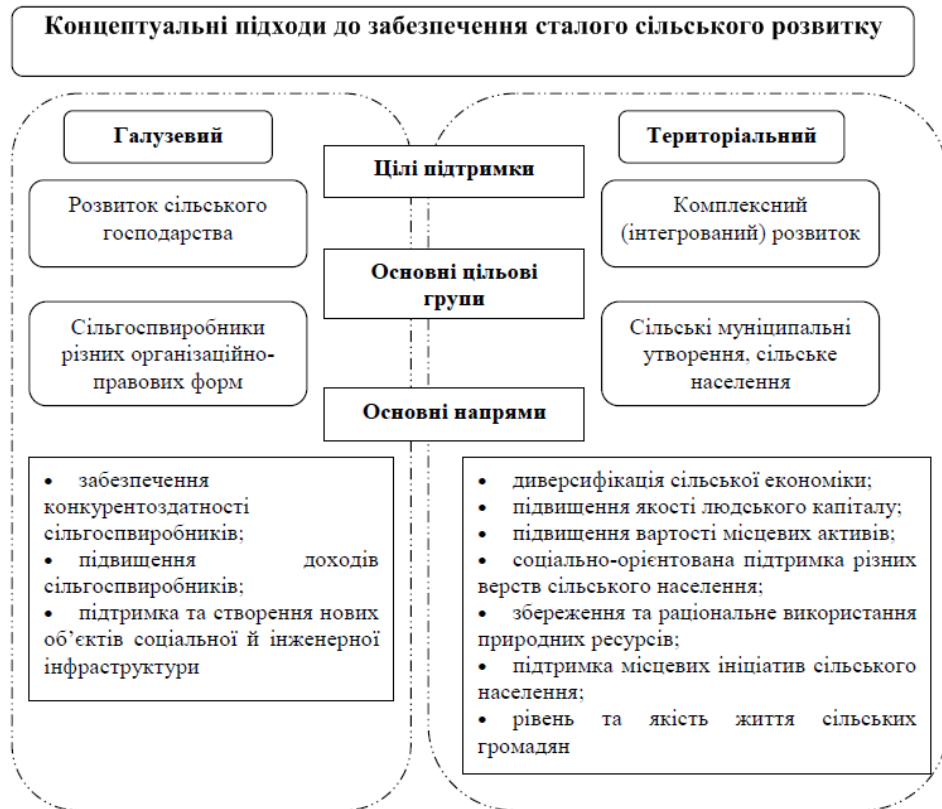 Концептуальні підходи до забезпечення сталого сільського розвитку
Галузевий
Територіальний
Цілі підтримки
Розвиток сільського
господарства
Комплексний
(інтегрований) розвиток
Основні цільові
групи
Сільгоспвиробники
різних організаційно-
правових форм
Сільські муніципальні
утворення, сільське
населення
Основні напрями
• забезпечення
конкурентоздатності
сільгоспвиробників;
• підвищення доходів
сільгоспвиробників;
• підтримка та створення нових
об’єктів соціальної й інженерної
інфраструктури
• диверсифікація сільської економіки;
• підвищення якості людського капіталу;
• підвищення вартості місцевих активів;
• соціально-орієнтована підтримка різних
верств сільського населення;
• збереження та раціональне використання
природних ресурсів;
• підтримка місцевих ініціатив сільського
населення;
• рівень та якість життя сільських
громадян